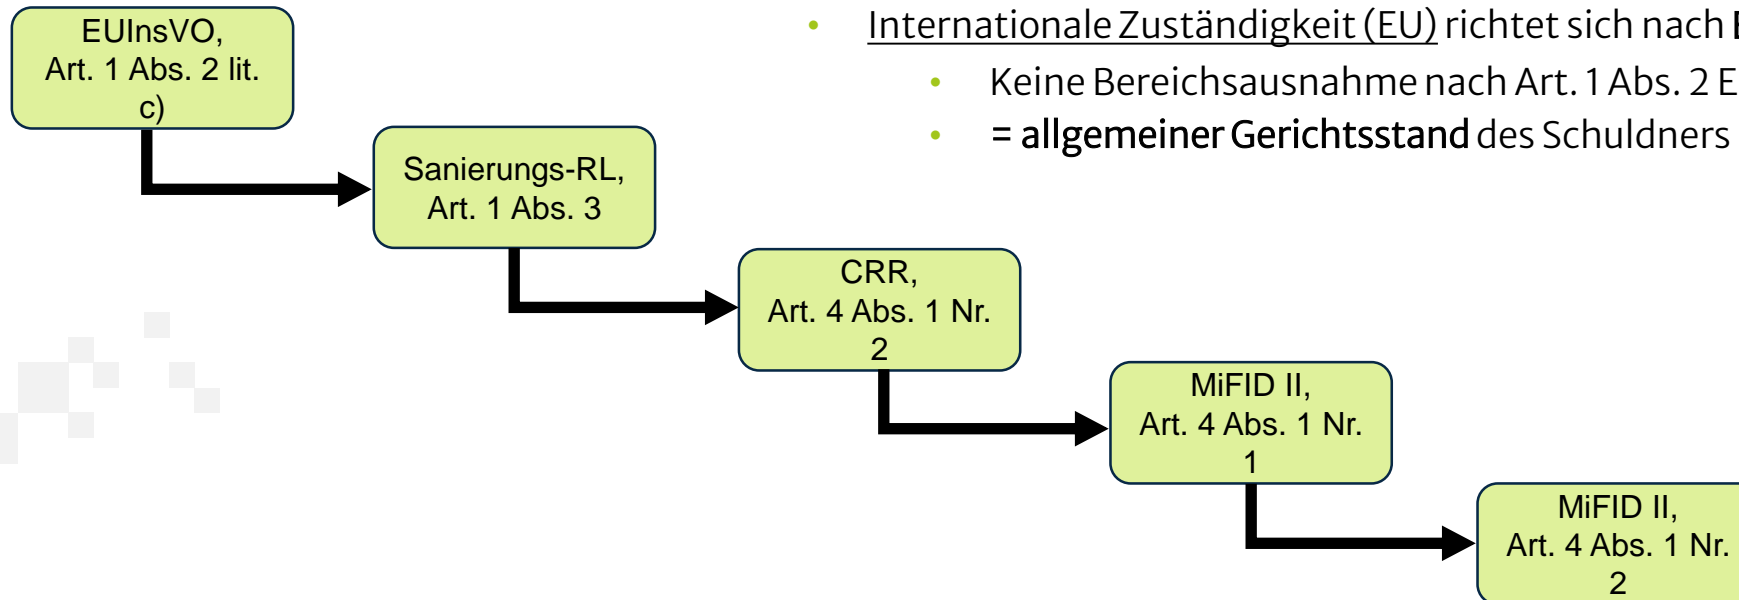 EUInsVO,
Art. 1 Abs. 2 lit.
c)
• Internationale Zuständigkeit (EU) richtet sich nach
• Keine Bereichsausnahme nach Art. 1 Abs. 2 E
• = allgemeiner Gerichtsstand des Schuldners
Sanierungs-RL,
Art. 1 Abs. 3
CRR,
Art. 4 Abs. 1 Nr.
2
MiFID II,
Art. 4 Abs. 1 Nr.
1
MiFID II,
Art. 4 Abs. 1 Nr.
2